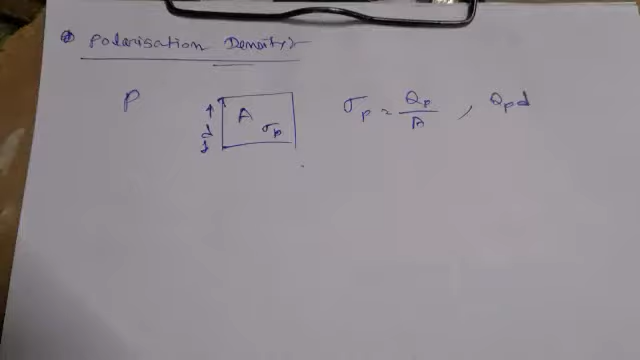 Polarisation Density:-
P
A
σp
d
σp = Qp/A , Qpd